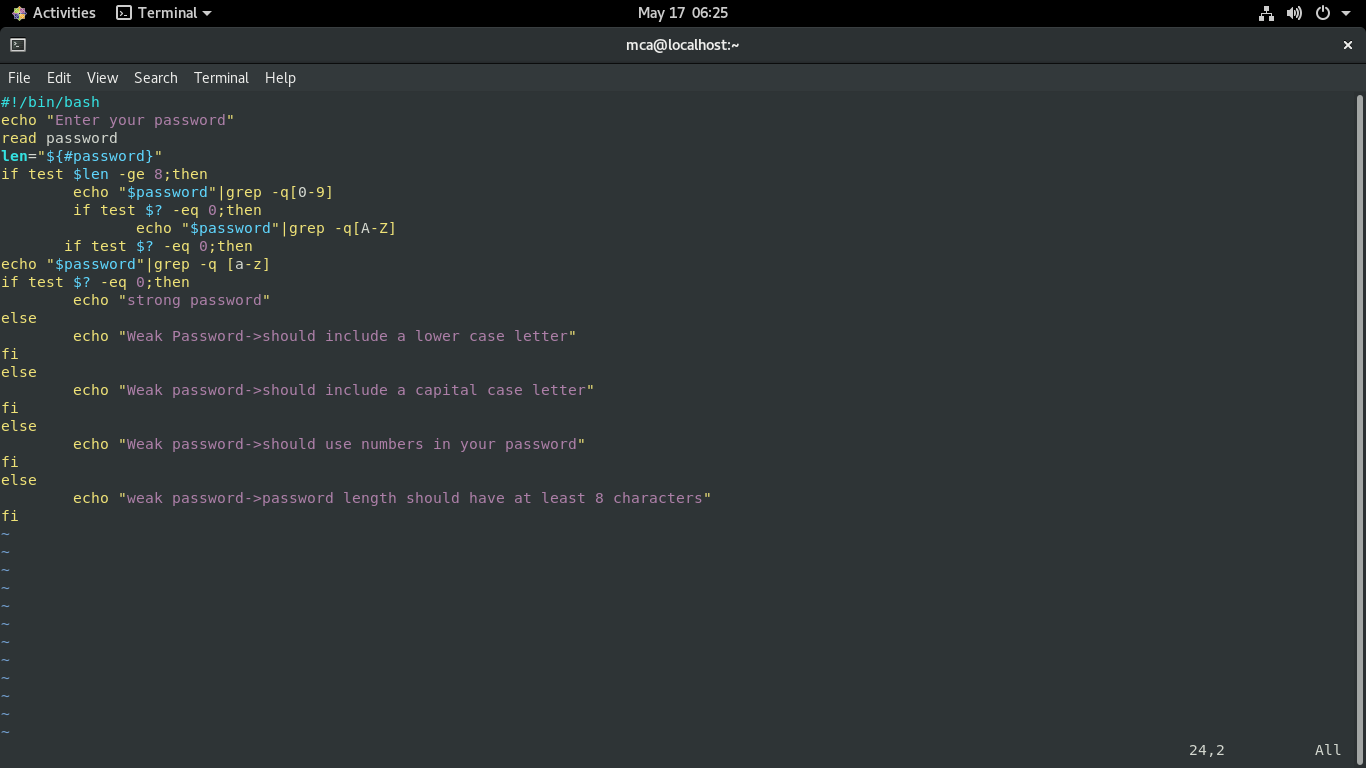 Activities Terminal May 17 06:25
mca@localhost:~ ×
File Edit View Search Terminal Help
#!/bin/bash
echo "Enter your password"
read password
len="${#password}"
if test $len -ge 8;then
        echo "$password"|grep -q[0-9]
        if test $? -eq 0;then
               echo "$password"|grep -q[A-Z]
       if test $? -eq 0;then
echo "$password"|grep -q [a-z]
if test $? -eq 0;then
        echo "strong password"
else
        echo "Weak Password->should include a lower case letter"
fi
else
        echo "Weak password->should include a capital case letter"
fi
else
        echo "Weak password->should use numbers in your password"
fi
else
        echo "weak password->password length should have at least 8 characters"
fi
~
~
~
~
~
~
~
~
~
~
~
~
24,2 All